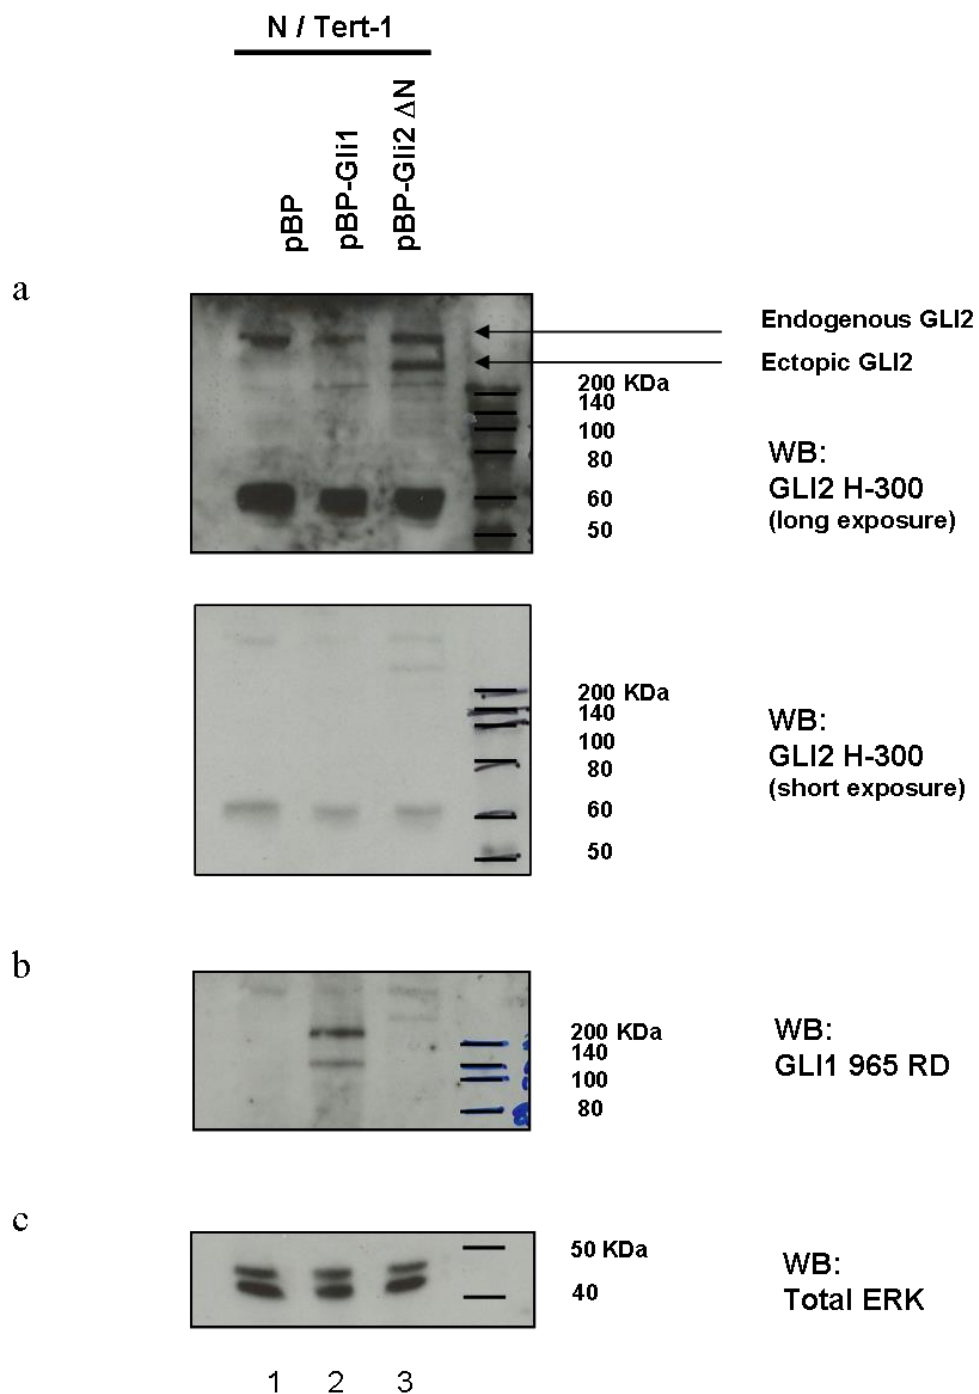 N / Tert-1
pBP
pBP-Gli1
pBP-Gli2 ΔN
a
Endogenous GLI2
Ectopic GLI2
200 KDa
140
100
80
60
50
WB:
GLI2 H-300
(long exposure)
200 KDa
140
100
80
60
50
WB:
GLI2 H-300
(short exposure)
b
200 KDa
140
100
80
WB:
GLI1 965 RD
c
50 KDa
40
WB:
Total ERK
1 2 3